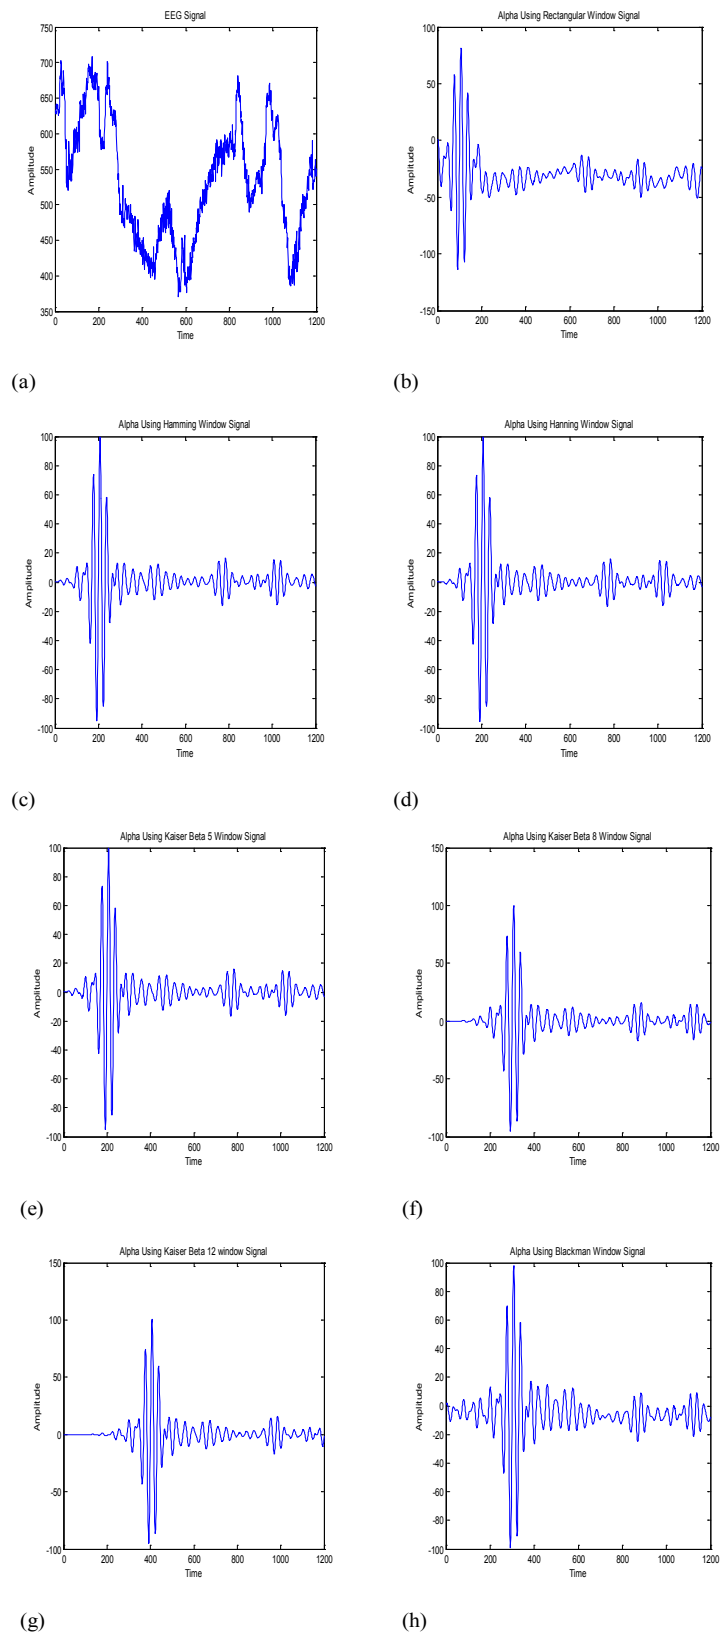 EEG Signal
750
700
650
600
550
500
450
400
350
0 200 400 600 800 1000 1200
Amplitude
Time
(a)
Alpha Using Rectangular Window Signal
100
50
0
-50
-100
-150
0 200 400 600 800 1000 1200
Amplitude
Time
(b)
Alpha Using Hamming Window Signal
100
80
60
40
20
0
-20
-40
-60
-80
-100
0 200 400 600 800 1000 1200
Amplitude
Time
(c)
Alpha Using Hanning Window Signal
100
80
60
40
20
0
-20
-40
-60
-80
-100
0 200 400 600 800 1000 1200
Amplitude
Time
(d)
Alpha Using Kaiser Beta 5 Window Signal
100
80
60
40
20
0
-20
-40
-60
-80
-100
0 200 400 600 800 1000 1200
Amplitude
Time
(e)
Alpha Using Kaiser Beta 8 Window Signal
150
100
50
0
-50
-100
0 200 400 600 800 1000 1200
Amplitude
Time
(f)
Alpha Using Kaiser Beta 12 window Signal
150
100
50
0
-50
-100
0 200 400 600 800 1000 1200
Amplitude
Time
(g)
Alpha Using Blackman Window Signal
100
80
60
40
20
0
-20
-40
-60
-80
-100
0 200 400 600 800 1000 1200
Amplitude
Time
(h)